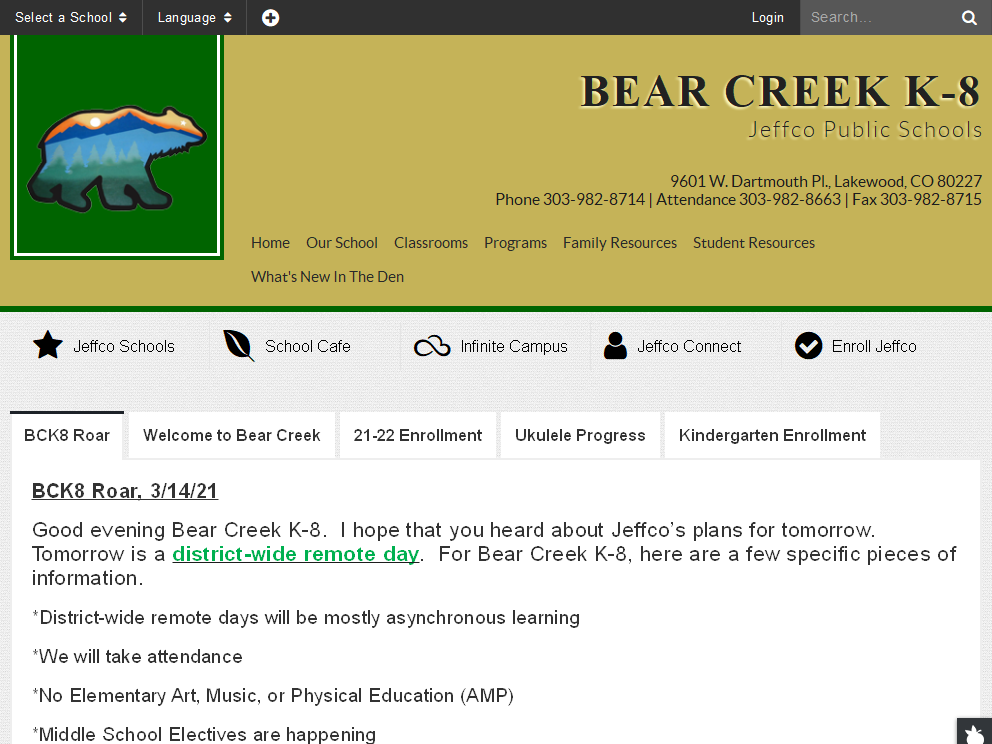 Select a School
Language
Login
Search...
BEAR CREEK K-8
Jeffco Public Schools
9601 W. Dartmouth Pl., Lakewood, CO 80227
Phone 303-982-8714 | Attendance 303-982-8663 | Fax 303-982-8715
Home Our School Classrooms Programs Family Resources Student Resources
What's New In The Den
Jeffco Schools School Cafe Infinite Campus Jeffco Connect Enroll Jeffco
BCK8 Roar Welcome to Bear Creek 21-22 Enrollment Ukulele Progress Kindergarten Enrollment
BCK8 Roar, 3/14/21
Good evening Bear Creek K-8.  I hope that you heard about Jeffco's plans for tomorrow.
Tomorrow is a district-wide remote day.  For Bear Creek K-8, here are a few specific pieces of
information.
*District-wide remote days will be mostly asynchronous learning
*We will take attendance
*No Elementary Art, Music, or Physical Education (AMP)
*Middle School Electives are happening